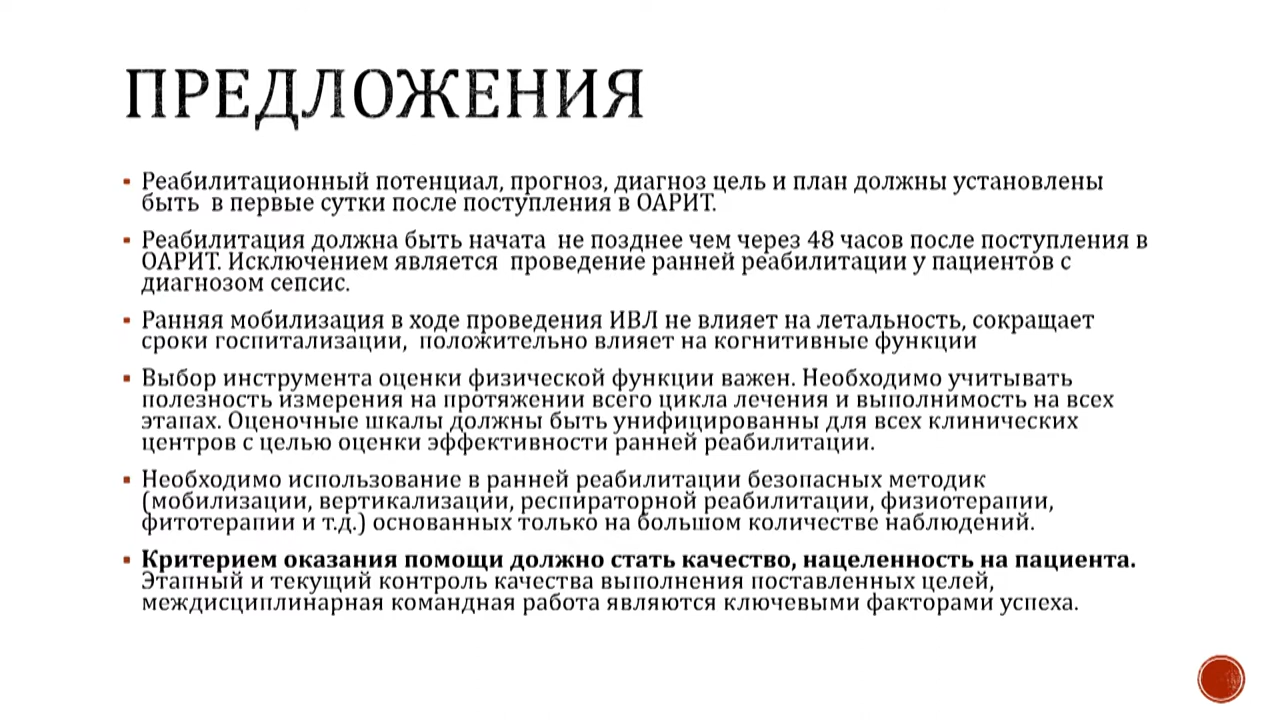 ПРЕДЛОЖЕНИЯ
Реабилитационный потенциал, прогноз, диагноз цель и план должны установлены
быть в первые сутки после поступления в ОАРИТ.
Реабилитация должна быть начата не позднее чем через 48 часов после поступления в
ОАРИТ. Исключением является проведение ранней реабилитации у пациентов с
диагнозом сепсис.
Ранняя мобилизация в ходе проведения ИВЛ не влияет на летальность, сокращает
сроки госпитализации, положительно влияет на когнитивные функции
Выбор инструмента оценки физической функции важен. Необходимо учитывать
полезность измерения на протяжении всего цикла лечения и выполнимость на всех
этапах. Оценочные шкалы должны быть унифицированны для всех клинических
центров с целью оценки эффективности ранней реабилитации.
Необходимо использование в ранней реабилитации безопасных методик
(мобилизации, вертикализации, респираторной реабилитации, физиотерапии,
фитотерапии и т.д.) основанных только на большом количестве наблюдений.
Критерием оказания помощи должно стать качество, нацеленность на пациента.
Этапный и текущий контроль качества выполнения поставленных целей,
междисциплинарная командная работа являются ключевыми факторами успеха.